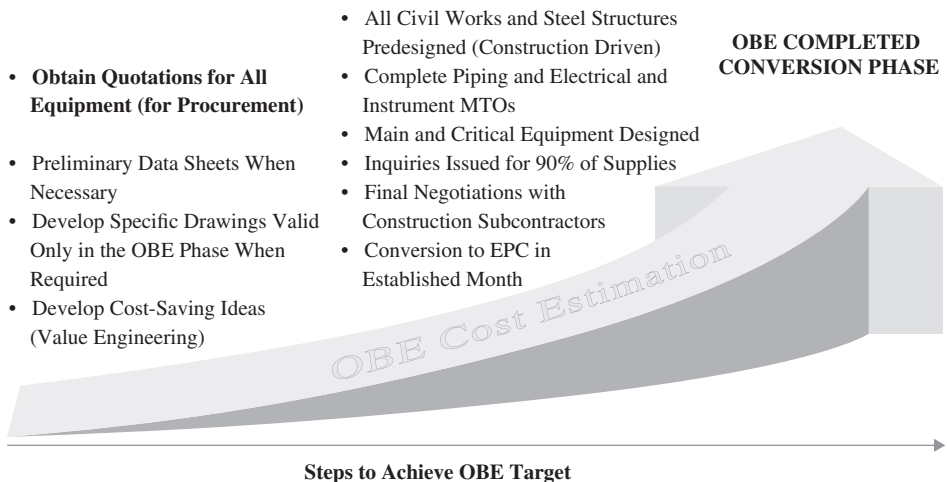 • Obtain Quotations for All
Equipment (for Procurement)
• Preliminary Data Sheets When
Necessary
• Develop Specific Drawings Valid
Only in the OBE Phase When
Required
• Develop Cost-Saving Ideas
(Value Engineering)
• All Civil Works and Steel Structures
Predesigned (Construction Driven)
• Complete Piping and Electrical and
Instrument MTOs
• Main and Critical Equipment Designed
• Inquiries Issued for 90% of Supplies
• Final Negotiations with
Construction Subcontractors
• Conversion to EPC in
Established Month
OBE COMPLETED
CONVERSION PHASE
OBE Cost Estimation
Steps to Achieve OBE Target